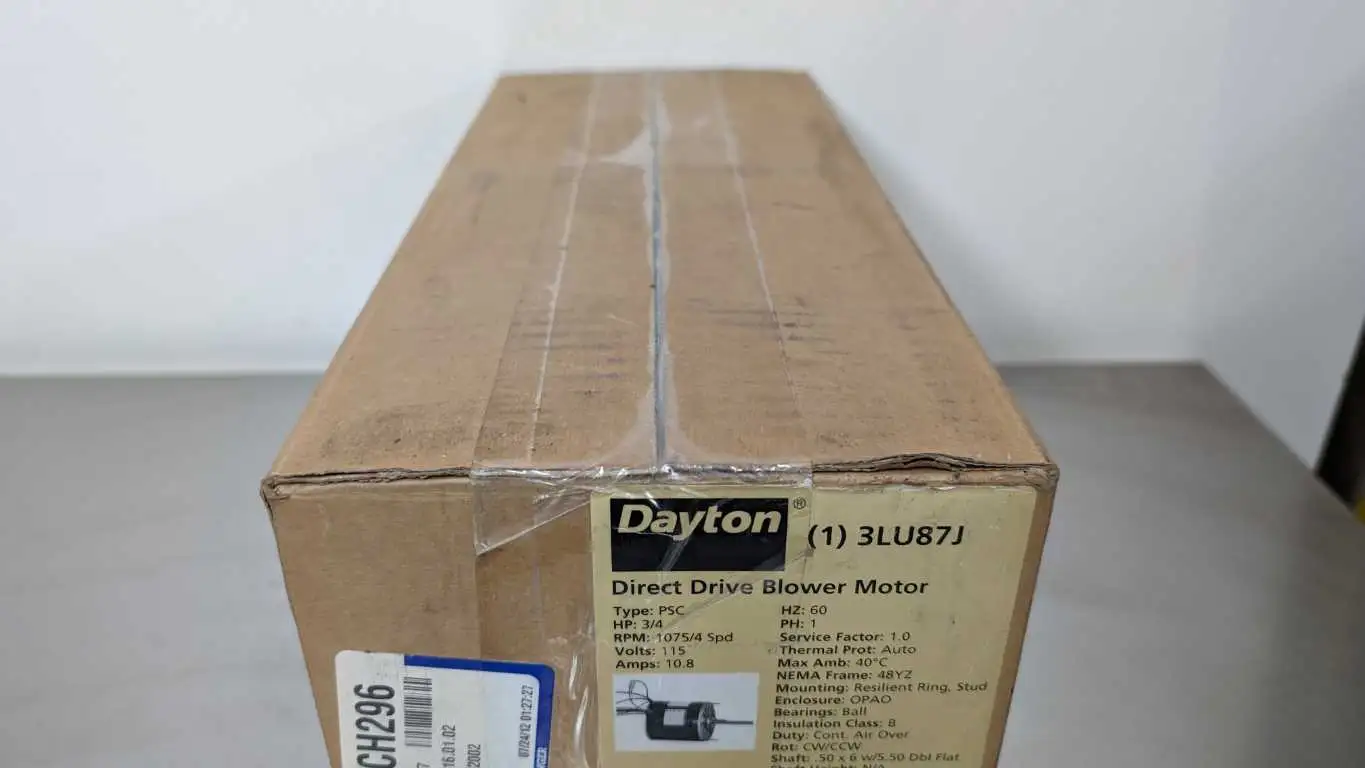 Dayton®
(1) 3LU87J
Direct Drive Blower Motor
Type: PSC
HP: 3/4
RPM: 1075/4 Spd
Volts: 115
Amps: 10.8
HZ: 60
PH: 1
Service Factor: 1.0
Thermal Prot: Auto
Max Amb: 40°C
NEMA Frame: 48YZ
Mounting: Resilient Ring, Stud
Enclosure: OPAO
Bearings: Ball
Insulation Class: B
Duty: Cont. Air Over
Rot: CW/CCW
Shaft: .50 x 6 w/5.50 Dbl Flat
Shaft Height: N/A
CH296
16.01.02
2002
07/24/12 01:27:27